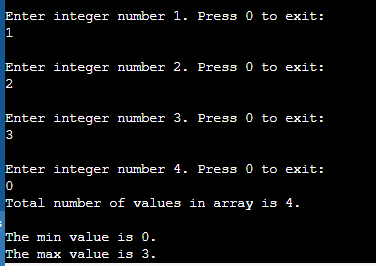 Enter integer number 1. Press 0 to exit:
1
Enter integer number 2. Press 0 to exit:
2
Enter integer number 3. Press 0 to exit:
3
Enter integer number 4. Press 0 to exit:
0
Total number of values in array is 4.
The min value is 0.
The max value is 3.